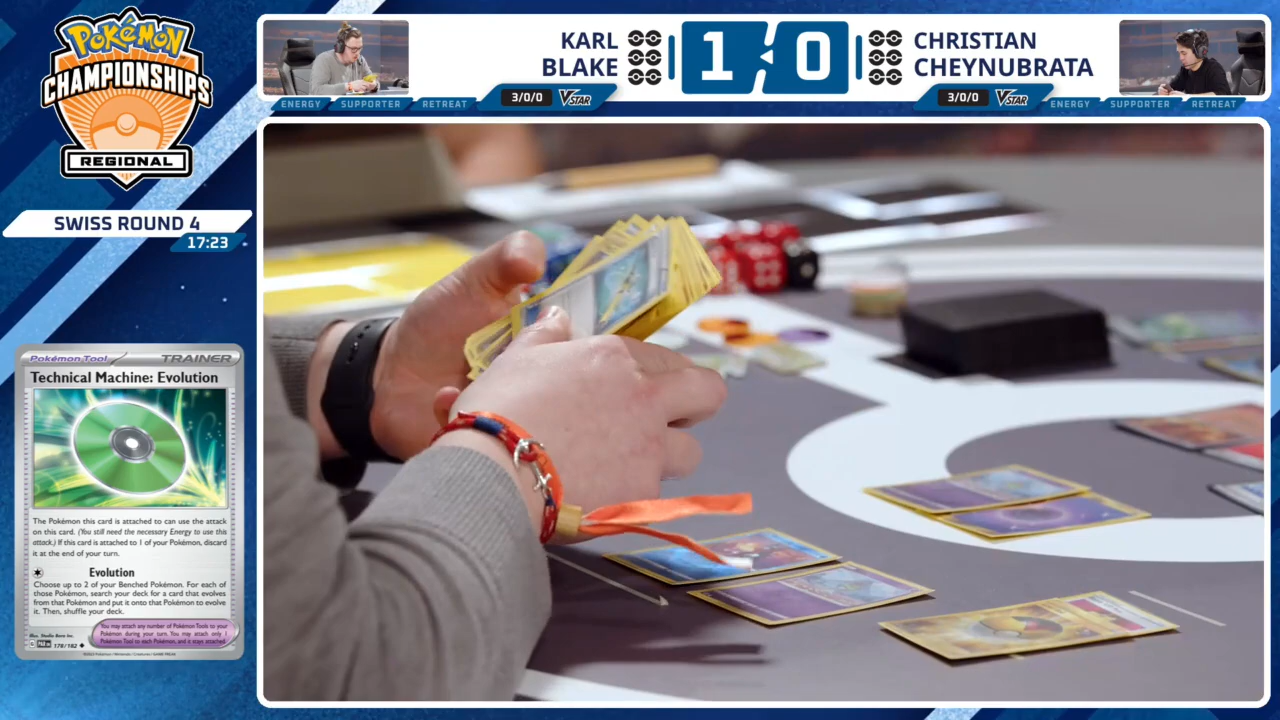 Pokémon
CHAMPIONSHIPS
REGIONAL
SWISS ROUND 4
17:23
KARL
BLAKE
1
0
CHRISTIAN
CHEYNUBRATA
3/0/0
VSTAR
3/0/0
VSTAR
ENERGY
SUPPORTER
RETREAT
ENERGY
SUPPORTER
RETREAT
Pokémon Tool
TRAINER
Technical Machine: Evolution
The Pokémon this card is attached to can use the attack
on this card. (You still need the necessary Energy to use this
attack.) If this card is attached to 1 of your Pokémon, discard
it at the end of your turn.
Evolution
Choose up to 2 of your Benched Pokémon. For each of
those Pokémon, search your deck for a card that evolves
from that Pokémon and put it onto that Pokémon to evolve
it. Then, shuffle your deck.
You may attach any number of Pokémon Tools to your
Pokémon during your turn. You may attach only 1
Pokémon Tool to each Pokémon, and it stays attached.
178/182